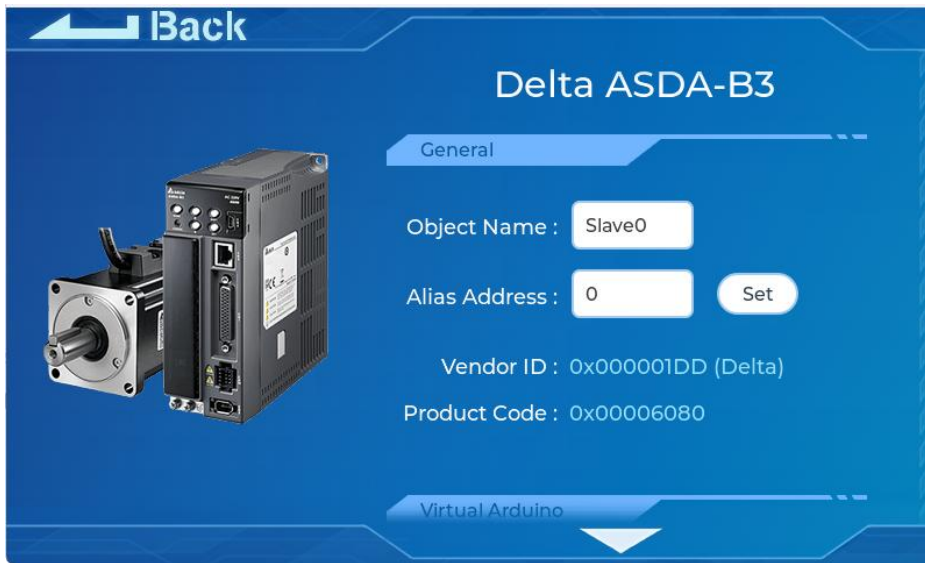 Back
Delta ASDA-B3
General
Object Name : Slave0
Alias Address : 0 Set
Vendor ID : 0x000001DD (Delta)
Product Code : 0x00006080
Virtual Arduino